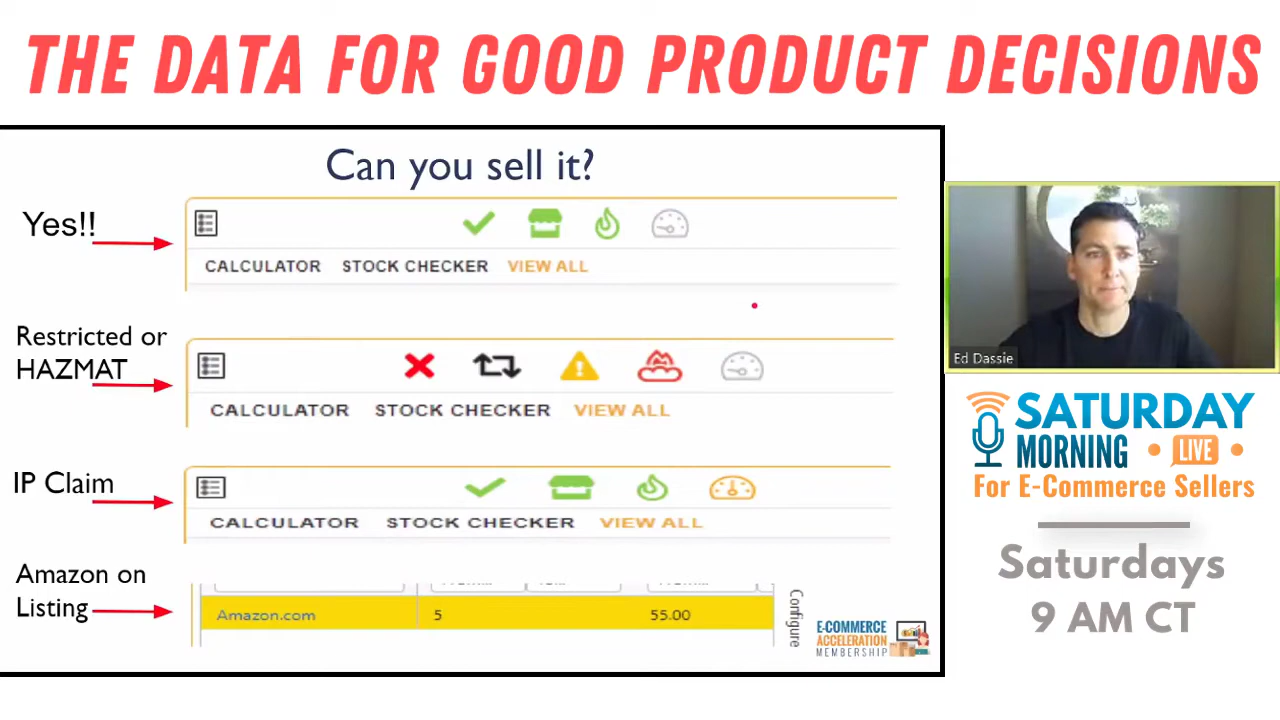 THE DATA FOR GOOD PRODUCT DECISIONS
Can you sell it?
Yes!!
CALCULATOR STOCK CHECKER VIEW ALL
Restricted or
HAZMAT
CALCULATOR STOCK CHECKER VIEW ALL
IP Claim
CALCULATOR STOCK CHECKER VIEW ALL
Amazon on
Listing
Amazon.com 5 55.00
Configure
E-COMMERCE
ACCELERATION
MEMBERSHIP
Ed Dassie
SATURDAY
MORNING • LIVE •
For E-Commerce Sellers
Saturdays
9 AM CT